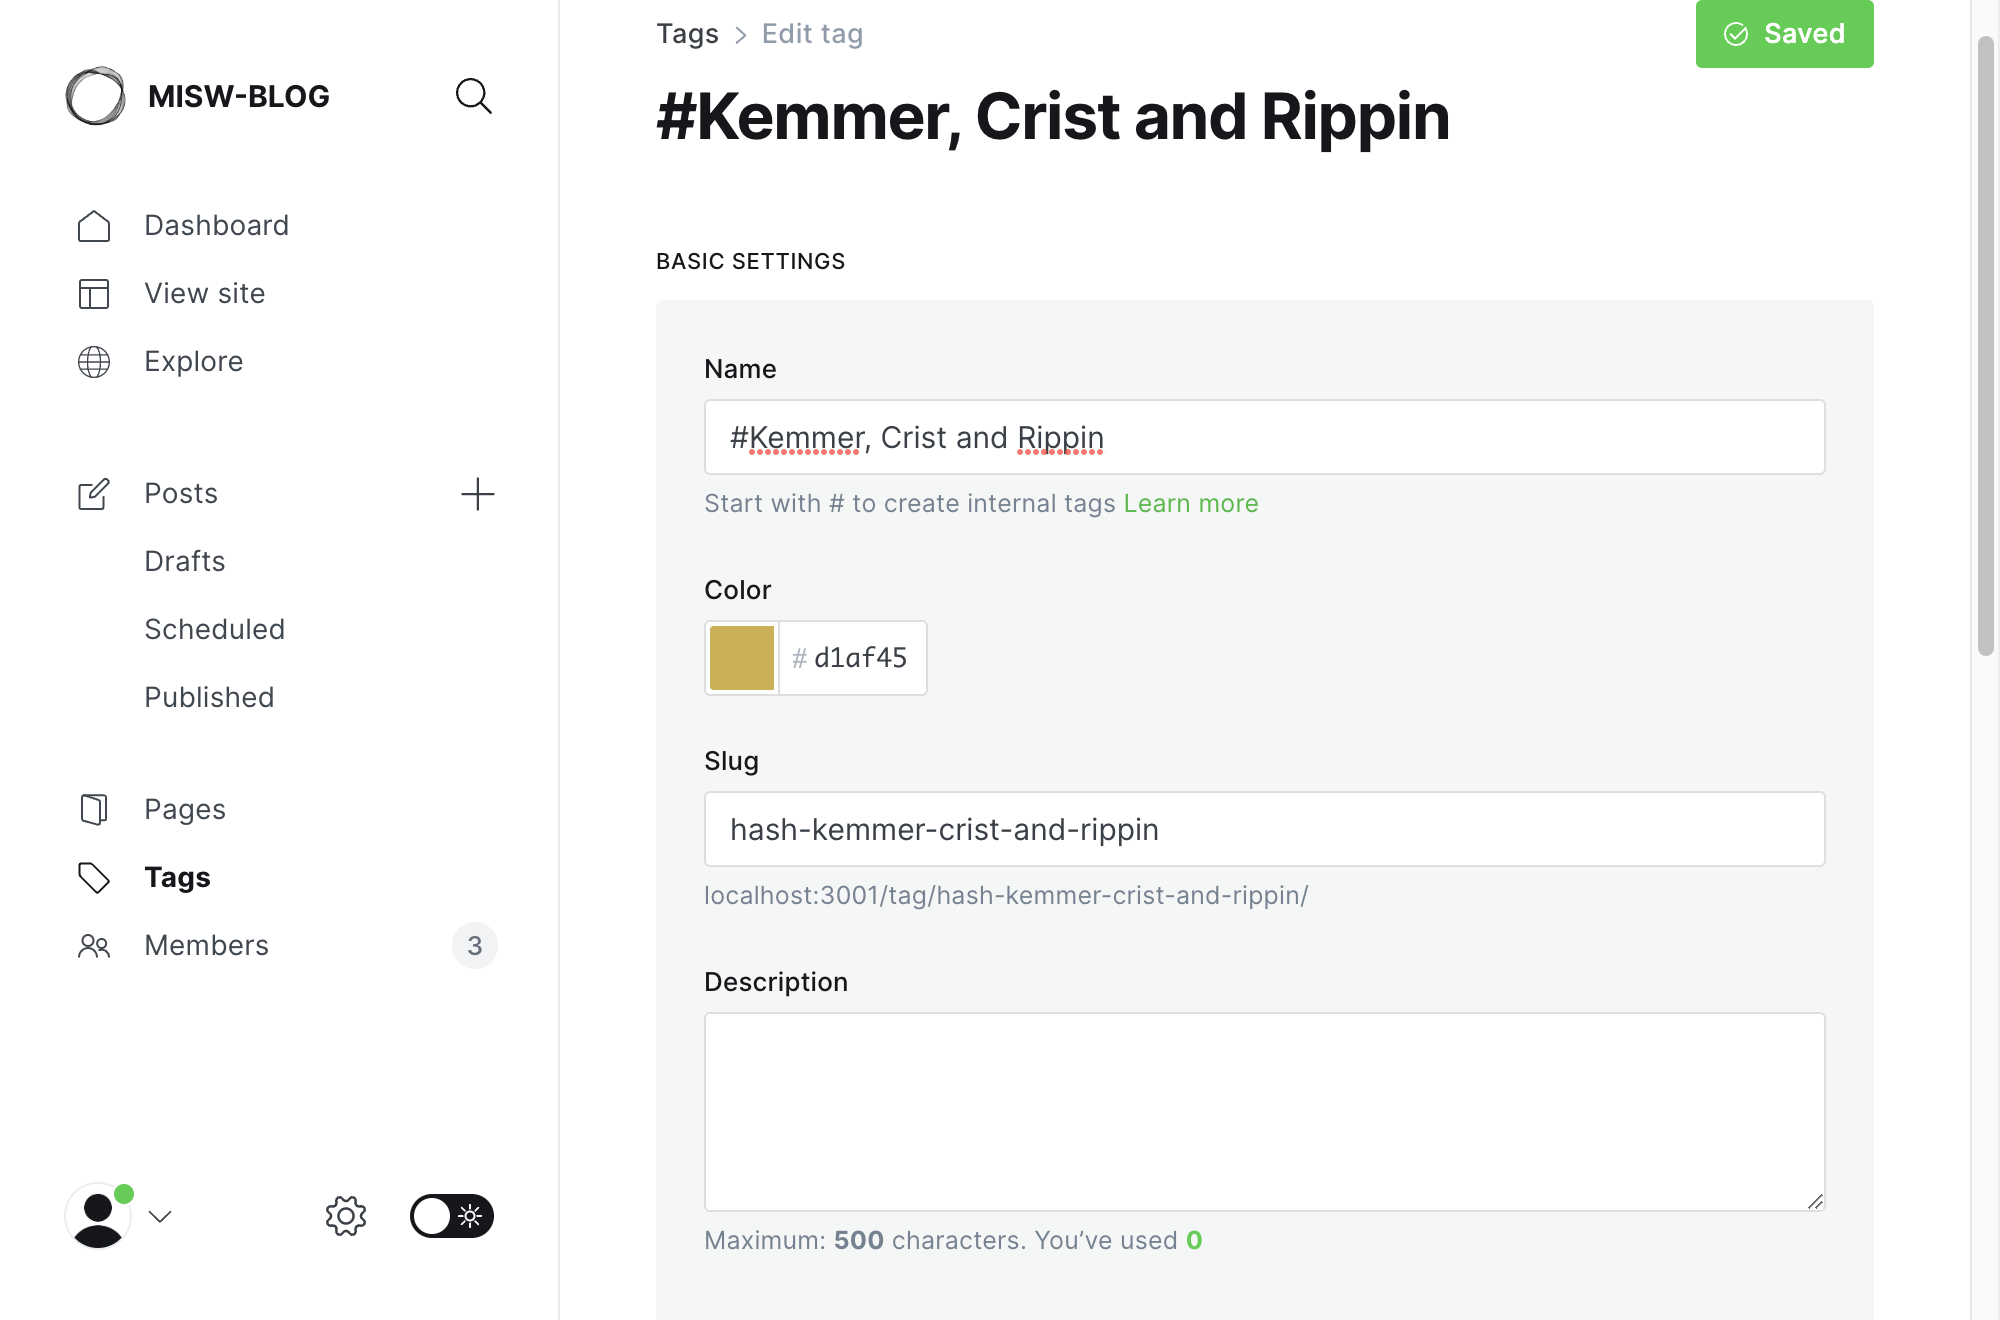 MISW-BLOG
Dashboard
View site
Explore
Posts
Drafts
Scheduled
Published
Pages
Tags
Members
3
Tags > Edit tag
Saved
#Kemmer, Crist and Rippin
BASIC SETTINGS
Name
#Kemmer, Crist and Rippin
Start with # to create internal tags Learn more
Color
# d1af45
Slug
hash-kemmer-crist-and-rippin
localhost:3001/tag/hash-kemmer-crist-and-rippin/
Description
Maximum: 500 characters. You’ve used 0